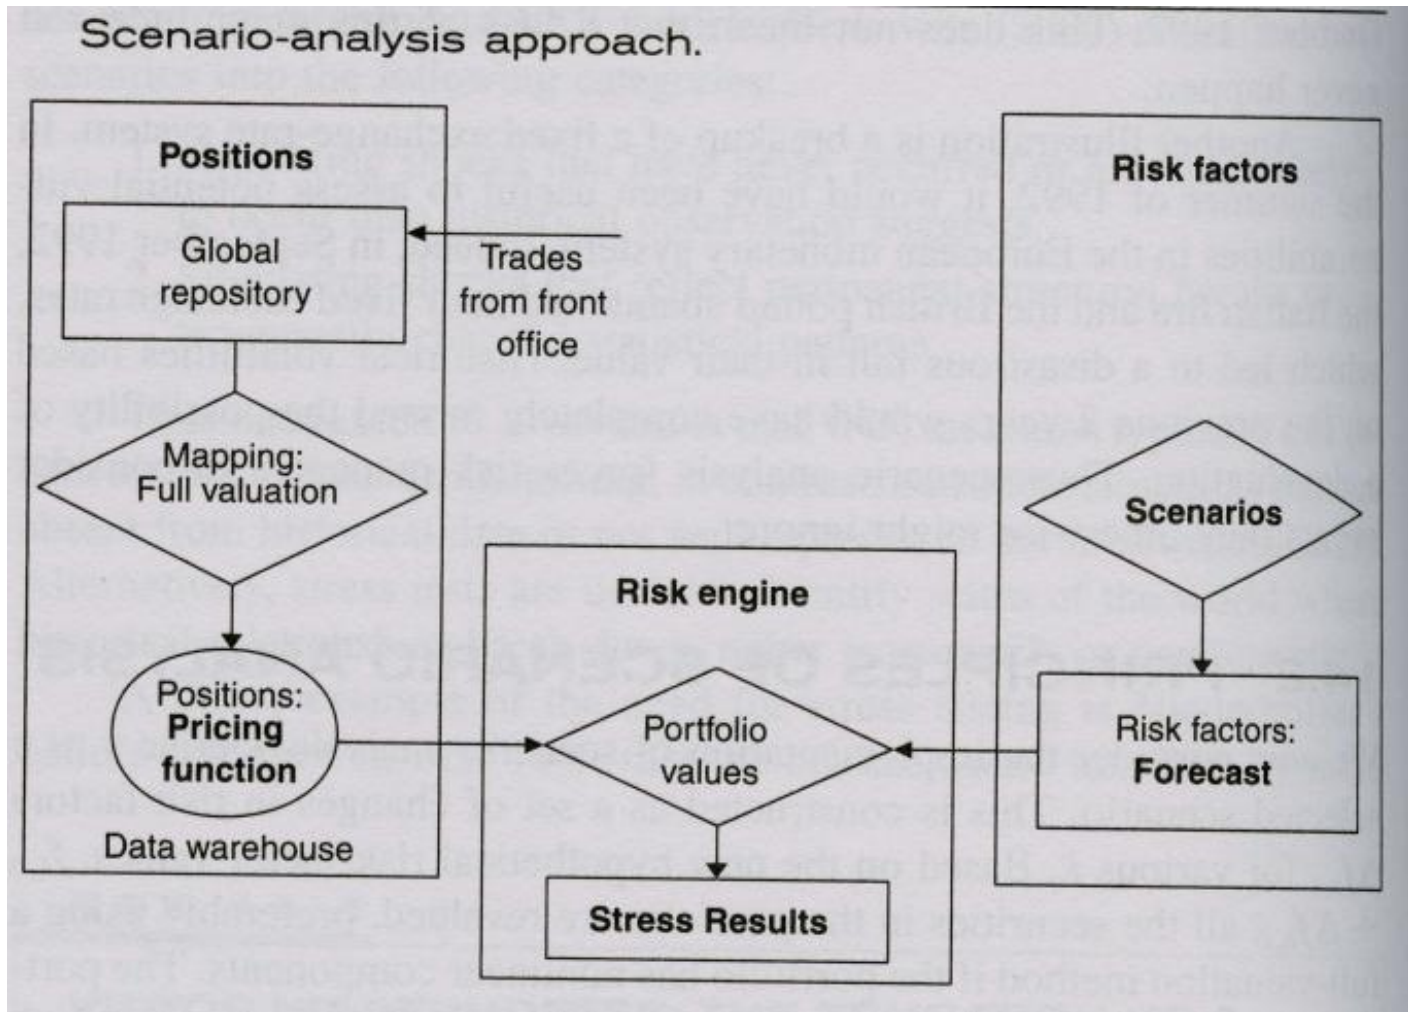 Scenario-analysis approach.
Positions
Global
repository
Trades
from front
office
Mapping:
Full valuation
Positions:
Pricing
function
Data warehouse
Risk engine
Portfolio
values
Stress Results
Risk factors
Scenarios
Risk factors:
Forecast